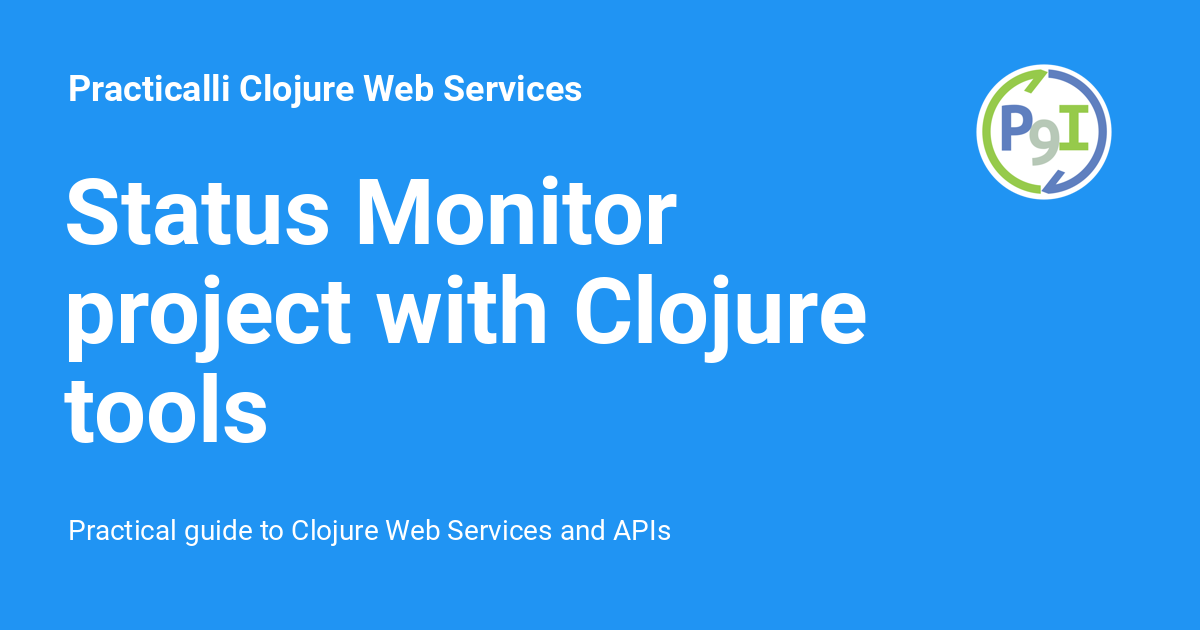 Practicalli Clojure Web Services
P9I
Status Monitor
project with Clojure
tools
Practical guide to Clojure Web Services and APIs